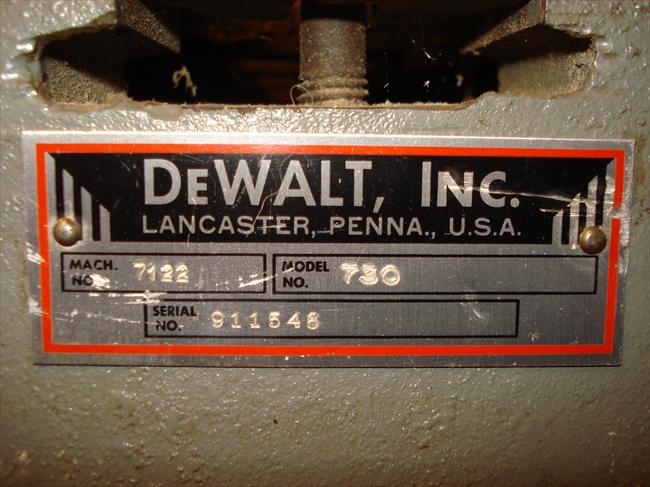 DEWALT, INC.
LANCASTER, PENNA., U.S.A.
MACH. NO. 7122
MODEL NO. 730
SERIAL NO. 911548